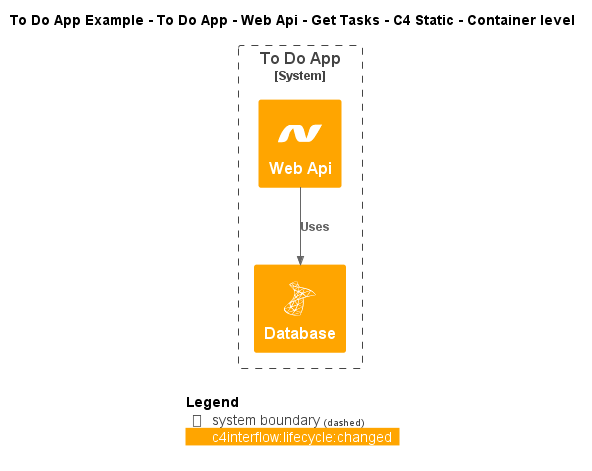 To Do App Example - To Do App - Web Api - Get Tasks - C4 Static - Container level
To Do App
[System]
Web Api
Uses
Database
Legend
system boundary (dashed)
c4interflow:lifecycle:changed